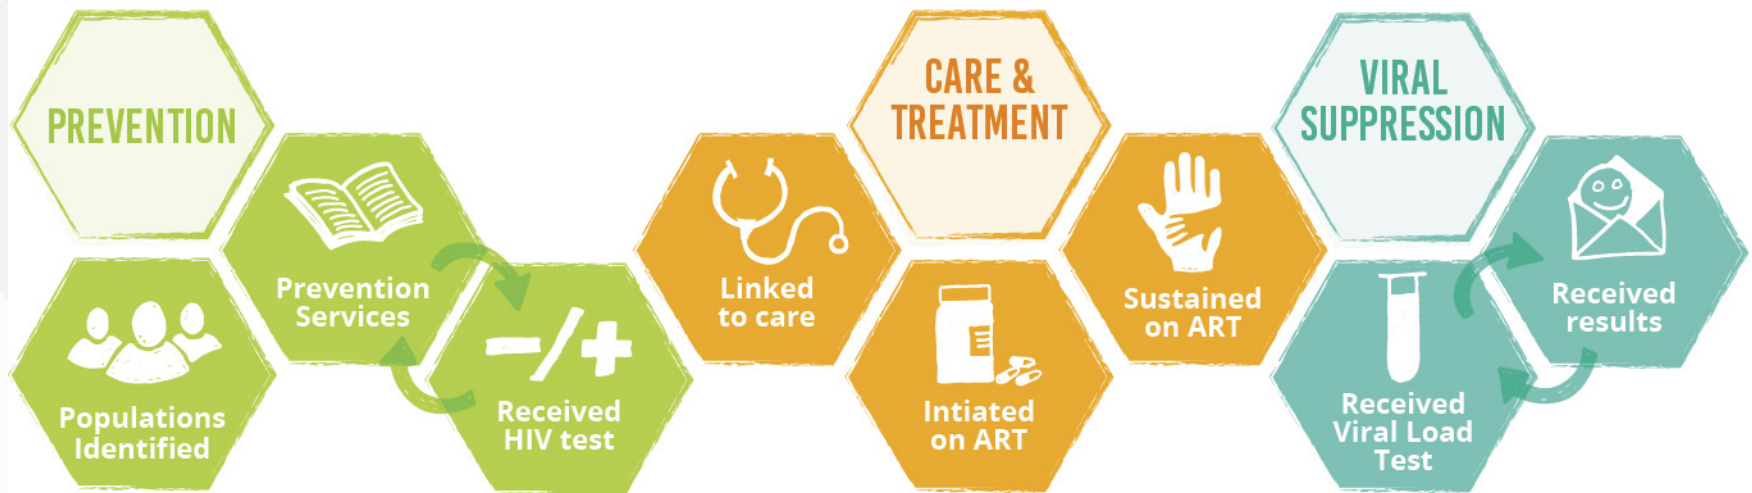 PREVENTION
Populations
Identified
Prevention
Services
Received
HIV test
Linked
to care
CARE &
TREATMENT
Intiated
on ART
Sustained
on ART
VIRAL
SUPPRESSION
Received
Viral Load
Test
Received
results